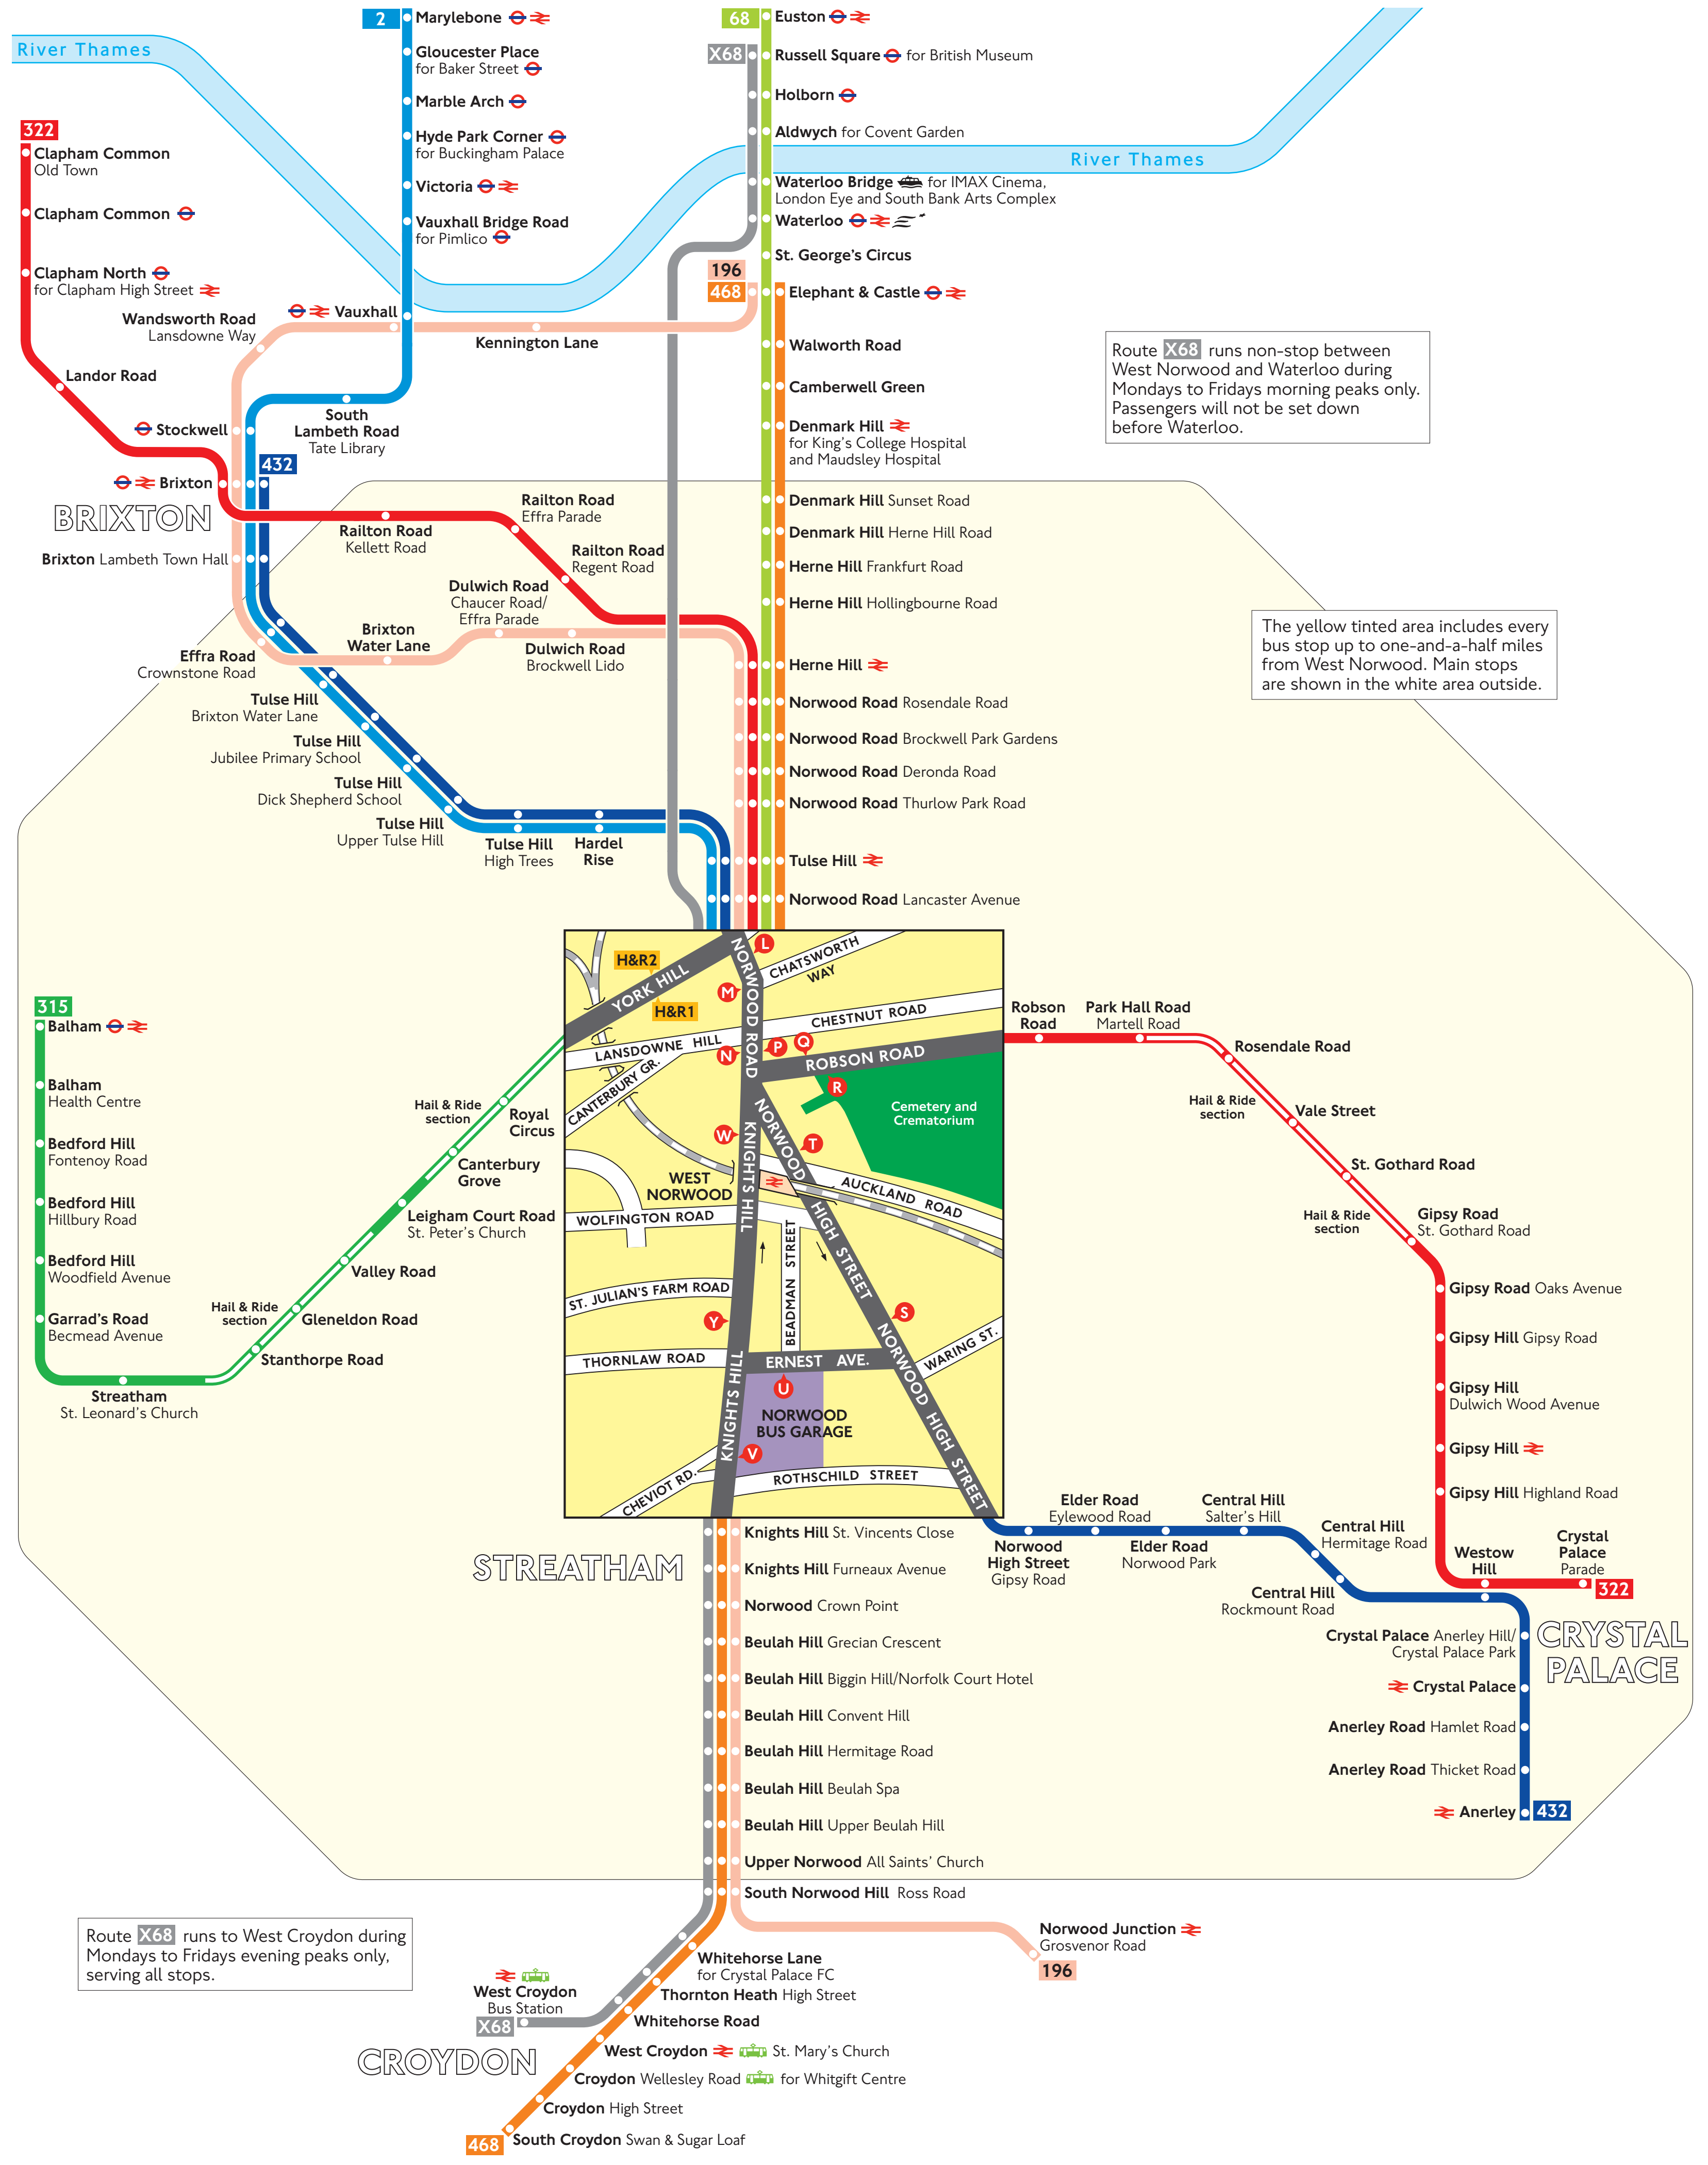 2
Marylebone
Gloucester Place
for Baker Street
Marble Arch
Hyde Park Corner
for Buckingham Palace
Victoria
Vauxhall Bridge Road
for Pimlico
68
Euston
X68
Russell Square for British Museum
Holborn
Aldwych for Covent Garden
Waterloo Bridge for IMAX Cinema,
London Eye and South Bank Arts Complex
Waterloo
St. George's Circus
196
468
Elephant & Castle
Walworth Road
Camberwell Green
Denmark Hill
for King's College Hospital
and Maudsley Hospital
Denmark Hill Sunset Road
Denmark Hill Herne Hill Road
Herne Hill Frankfurt Road
Herne Hill Hollingbourne Road
Herne Hill
Norwood Road Rosendale Road
Norwood Road Brockwell Park Gardens
Norwood Road Deronda Road
Norwood Road Thurlow Park Road
Tulse Hill
Norwood Road Lancaster Avenue
River Thames
River Thames
322
Clapham Common
Old Town
Clapham Common
Clapham North
for Clapham High Street
Landor Road
Wandsworth Road
Lansdowne Way
Vauxhall
Kennington Lane
Stockwell
South
Lambeth Road
Tate Library
432
Brixton
BRIXTON
Brixton Lambeth Town Hall
Railton Road
Kellett Road
Railton Road
Effra Parade
Railton Road
Regent Road
Dulwich Road
Chaucer Road/
Effra Parade
Brixton
Water Lane
Dulwich Road
Brockwell Lido
Effra Road
Crownstone Road
Tulse Hill
Brixton Water Lane
Tulse Hill
Jubilee Primary School
Tulse Hill
Dick Shepherd School
Tulse Hill
Upper Tulse Hill
Tulse Hill
High Trees
Hardel
Rise
Route X68 runs non-stop between
West Norwood and Waterloo during
Mondays to Fridays morning peaks only.
Passengers will not be set down
before Waterloo.
The yellow tinted area includes every
bus stop up to one-and-a-half miles
from West Norwood. Main stops
are shown in the white area outside.
315
Balham
Balham
Health Centre
Bedford Hill
Fontenoy Road
Bedford Hill
Hillbury Road
Bedford Hill
Woodfield Avenue
Garrad's Road
Becmead Avenue
Streatham
St. Leonard's Church
Stanthorpe Road
Hail & Ride
section
Gleneldon Road
Valley Road
Leigham Court Road
St. Peter's Church
Canterbury
Grove
Hail & Ride
section
Royal
Circus
H&R2
YORK HILL
H&R1
NORWOOD ROAD
L
CHATSWORTH
WAY
M
CHESTNUT ROAD
LANSDOWNE HILL
N
P
Q
ROBSON ROAD
CANTERBURY GR.
R
Cemetery and
Crematorium
W
KNIGHTS HILL
NORWOOD HIGH STREET
T
WEST
NORWOOD
AUCKLAND ROAD
WOLFINGTON ROAD
BEADMAN STREET
ST. JULIAN'S FARM ROAD
Y
S
THORNLAW ROAD
ERNEST AVE.
WARING ST.
U
KNIGHTS HILL
NORWOOD
BUS GARAGE
NORWOOD HIGH STREET
V
CHEVIOT RD.
ROTHSCHILD STREET
Robson
Road
Park Hall Road
Martell Road
Rosendale Road
Hail & Ride
section
Vale Street
St. Gothard Road
Hail & Ride
section
Gipsy Road
St. Gothard Road
Gipsy Road Oaks Avenue
Gipsy Hill Gipsy Road
Gipsy Hill
Dulwich Wood Avenue
Gipsy Hill
Gipsy Hill Highland Road
Westow
Hill
Crystal
Palace
Parade
322
Norwood
High Street
Gipsy Road
Elder Road
Eylewood Road
Elder Road
Norwood Park
Central Hill
Salter's Hill
Central Hill
Hermitage Road
Central Hill
Rockmount Road
CRYSTAL
PALACE
Crystal Palace Anerley Hill/
Crystal Palace Park
Crystal Palace
Anerley Road Hamlet Road
Anerley Road Thicket Road
Anerley
432
STREATHAM
Knights Hill St. Vincents Close
Knights Hill Furneaux Avenue
Norwood Crown Point
Beulah Hill Grecian Crescent
Beulah Hill Biggin Hill/Norfolk Court Hotel
Beulah Hill Convent Hill
Beulah Hill Hermitage Road
Beulah Hill Beulah Spa
Beulah Hill Upper Beulah Hill
Upper Norwood All Saints' Church
South Norwood Hill Ross Road
Norwood Junction
Grosvenor Road
196
Route X68 runs to West Croydon during
Mondays to Fridays evening peaks only,
serving all stops.
Whitehorse Lane
for Crystal Palace FC
Thornton Heath High Street
Whitehorse Road
West Croydon
Bus Station
X68
CROYDON
West Croydon St. Mary's Church
Croydon Wellesley Road for Whitgift Centre
Croydon High Street
468
South Croydon Swan & Sugar Loaf